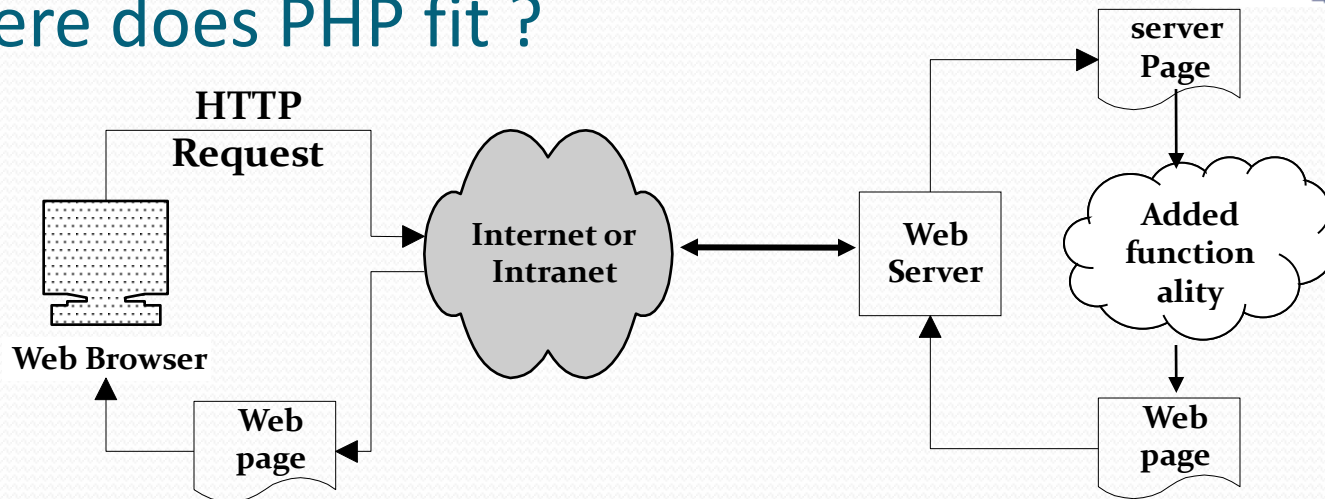 ere does PHP fit ?
HTTP
Request
Web Browser
Web
page
Internet or
Intranet
Web
Server
server
Page
Added
function
ality
Web
page